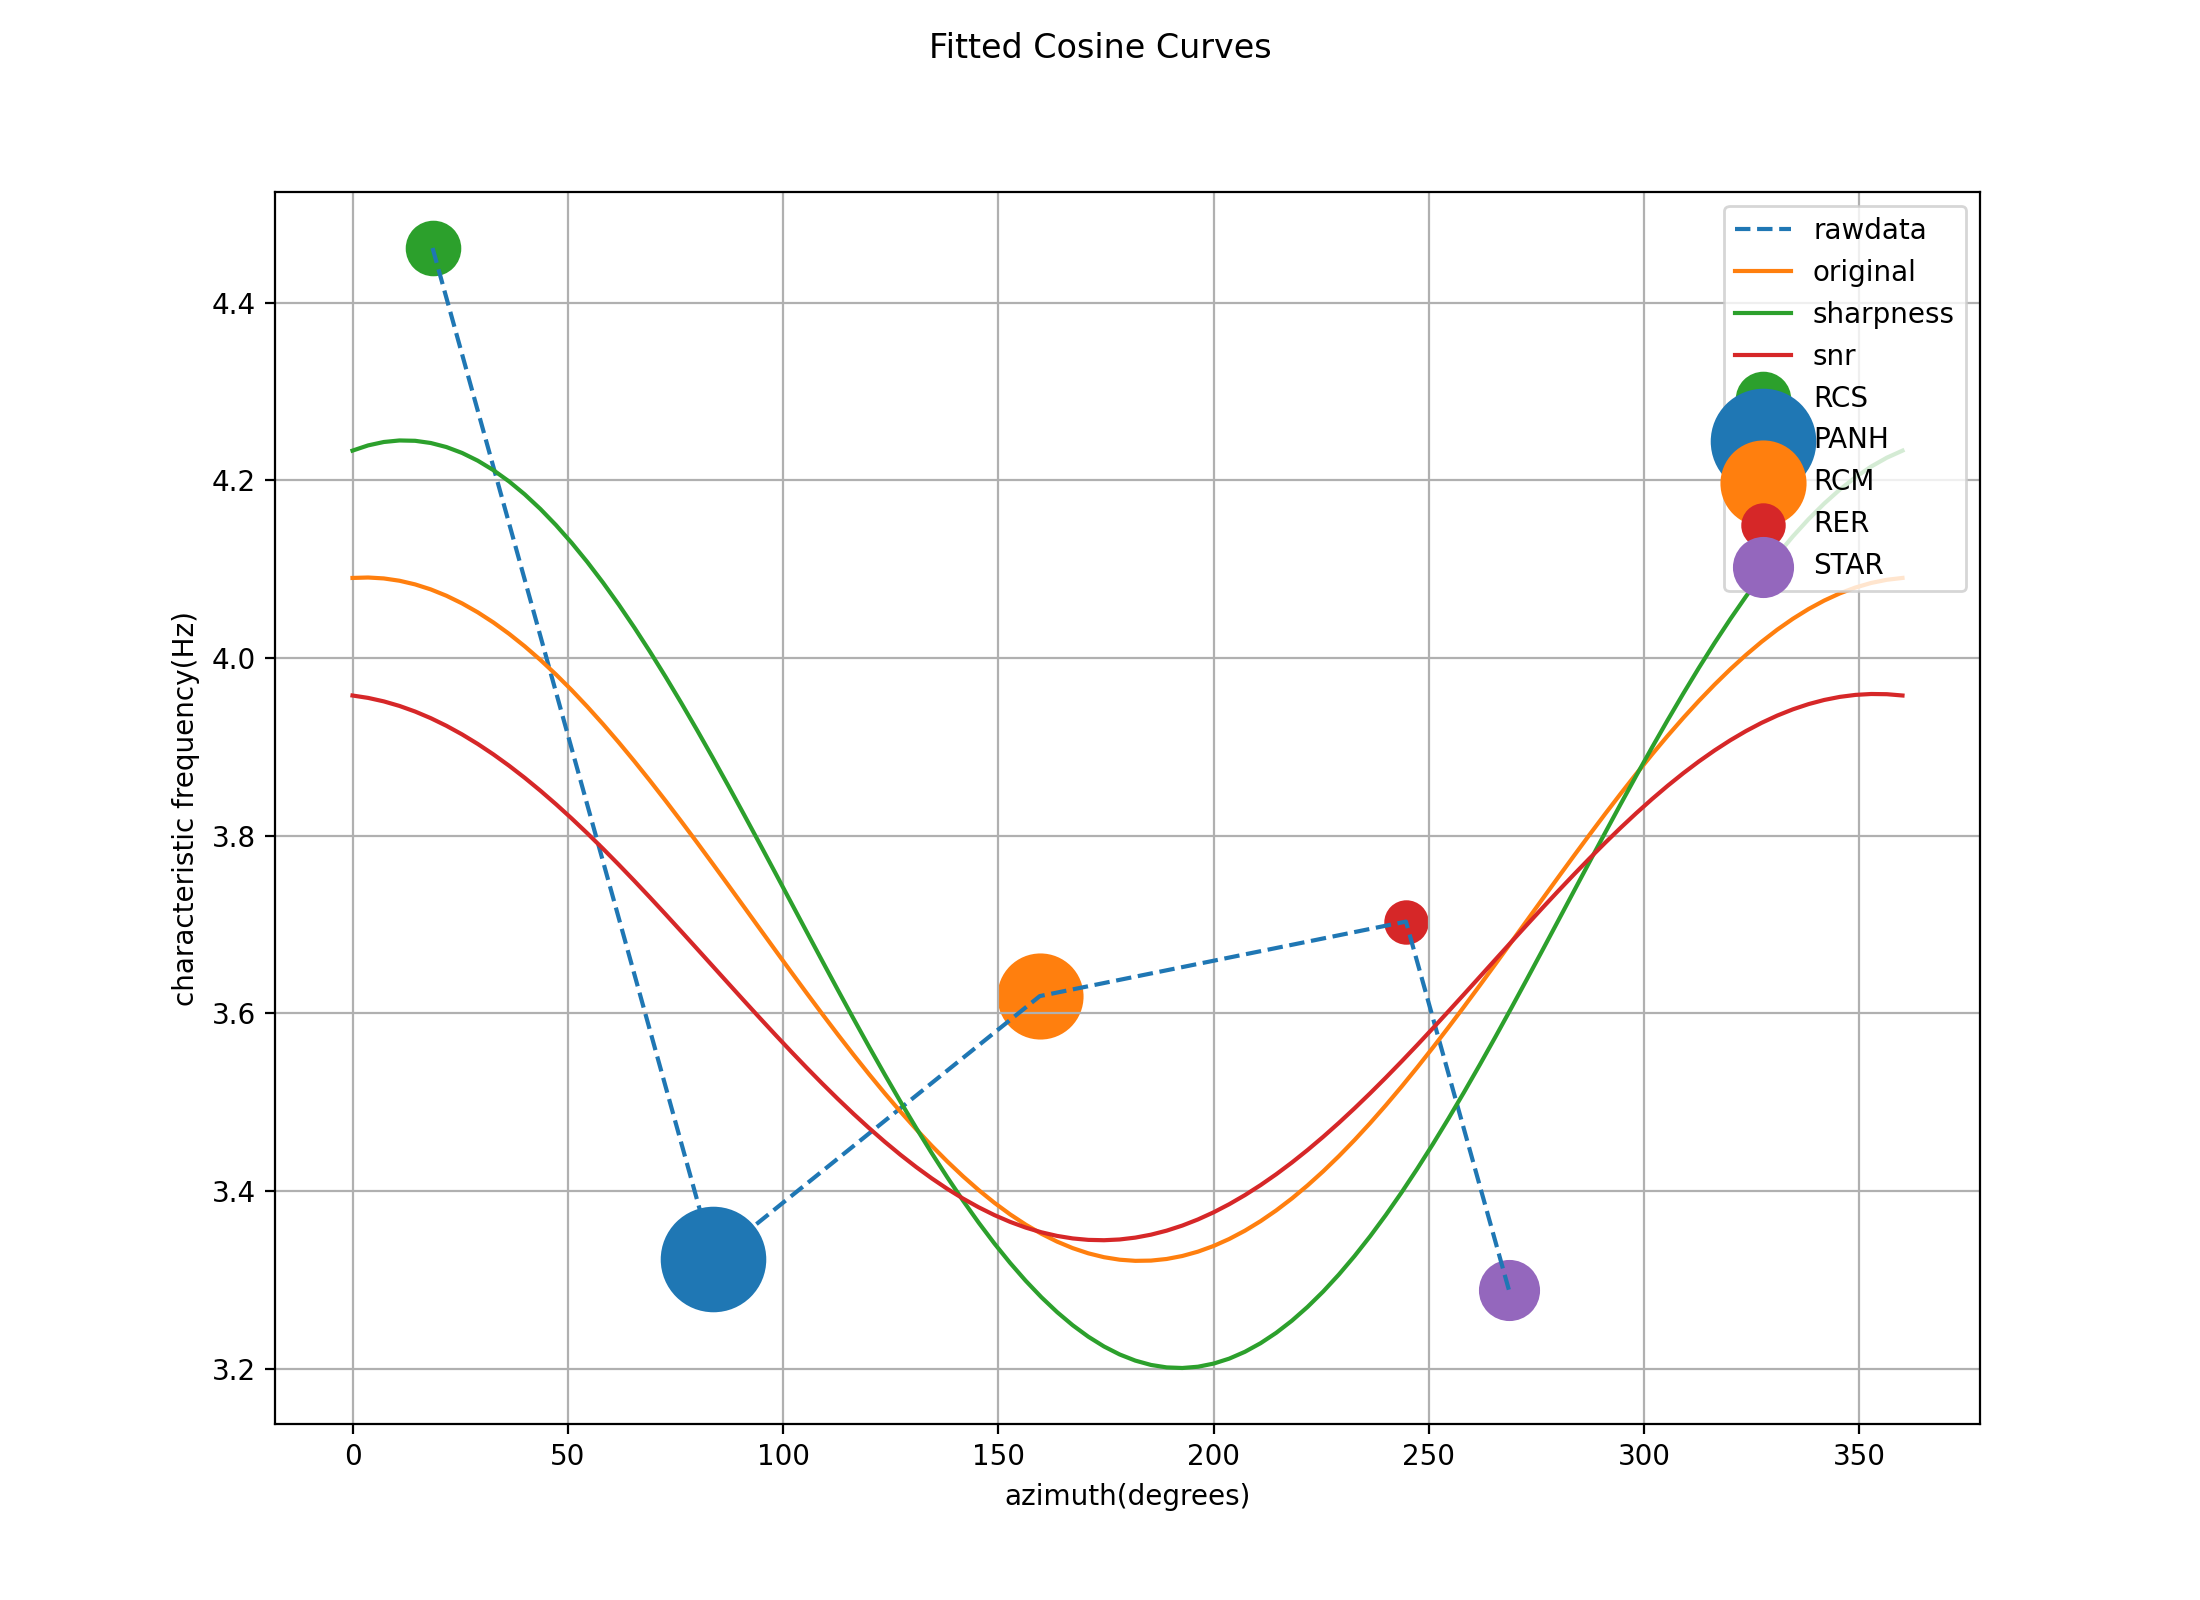 Fitted Cosine Curves
rawdata
original
sharpness
snr
RCS
PANH
RCM
RER
STAR
4.4
4.2
4.0
3.8
3.6
3.4
3.2
characteristic frequency(Hz)
0 50 100 150 200 250 300 350
azimuth(degrees)